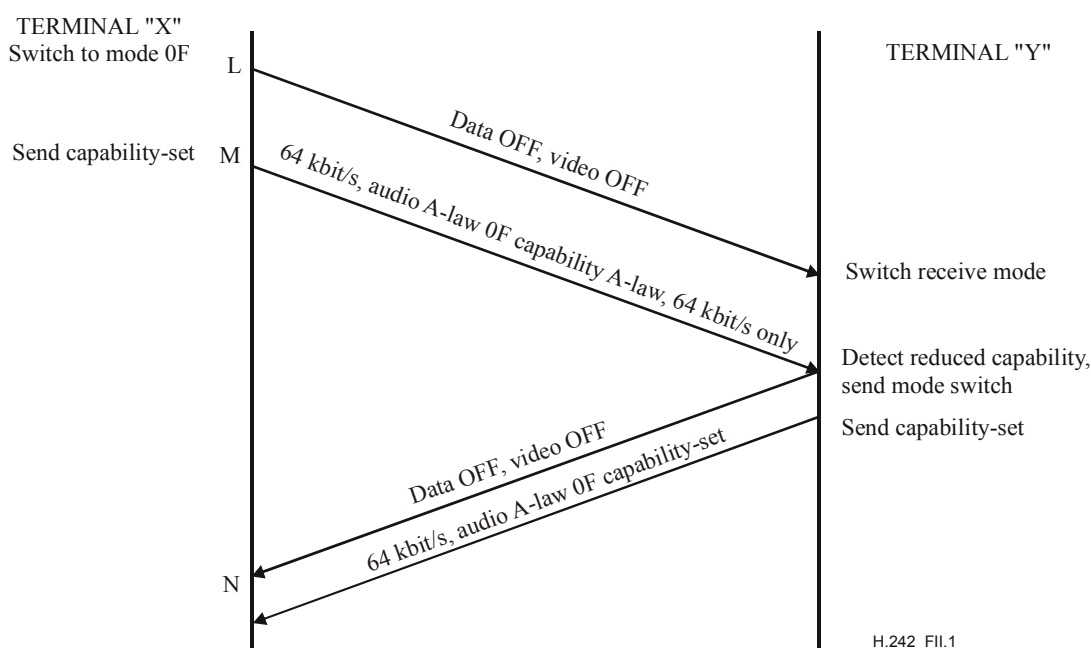 TERMINAL "X"
Switch to mode 0F
TERMINAL "Y"
L
Data OFF, video OFF
Send capability-set
M
64 kbit/s, audio A-law 0F capability A-law, 64 kbit/s only
Switch receive mode
Detect reduced capability,
send mode switch
Send capability-set
Data OFF, video OFF
64 kbit/s, audio A-law 0F capability-set
N
H.242_FII.1